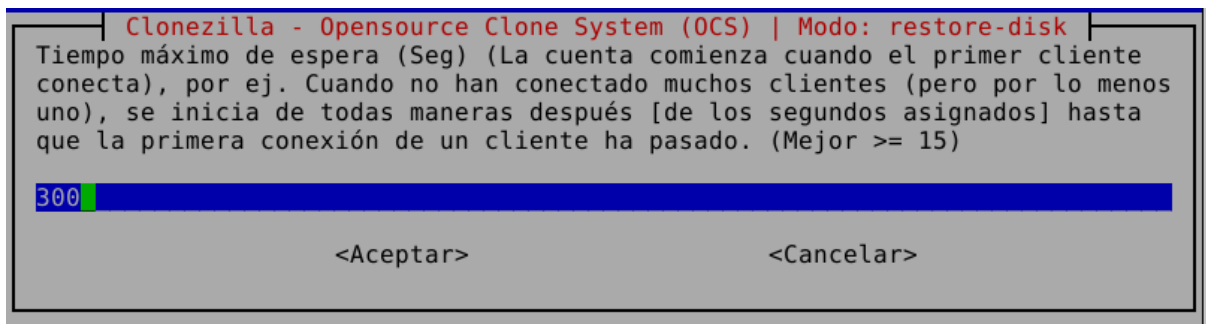 Clonezilla - Opensource Clone System (OCS) | Modo: restore-disk
Tiempo máximo de espera (Seg) (La cuenta comienza cuando el primer cliente
conecta), por ej. Cuando no han conectado muchos clientes (pero por lo menos
uno), se inicia de todas maneras después [de los segundos asignados] hasta
que la primera conexión de un cliente ha pasado. (Mejor >= 15)
300
<Aceptar> <Cancelar>